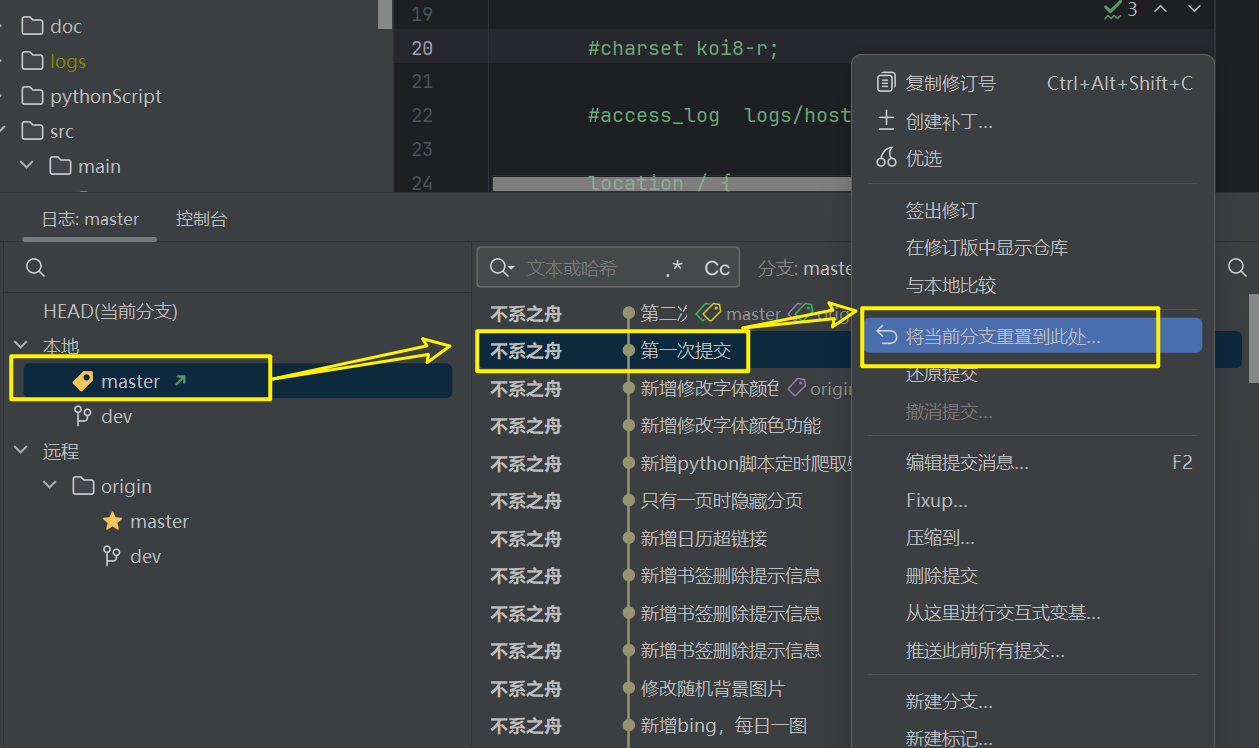 doc
logs
pythonScript
src
main
19
20 #charset koi8-r;
21
22 #access_log logs/host
23
24 location / {
3
日志: master 控制台
HEAD(当前分支)
本地
master
dev
远程
origin
master
dev
文本或哈希 .* Cc 分支: maste
不系之舟 第二次 master
不系之舟 第一次提交
不系之舟 新增修改字体颜色 origin
不系之舟 新增修改字体颜色功能
不系之舟 新增python脚本定时爬取
不系之舟 只有一页时隐藏分页
不系之舟 新增日历超链接
不系之舟 新增书签删除提示信息
不系之舟 新增书签删除提示信息
不系之舟 新增书签删除提示信息
不系之舟 修改随机背景图片
不系之舟 新增bing，每日一图
复制修订号 Ctrl+Alt+Shift+C
创建补丁...
优选
签出修订
在修订版中显示仓库
与本地比较
将当前分支重置到此处...
还原提交
撤消提交...
编辑提交消息... F2
Fixup...
压缩到...
删除提交
从这里进行交互式变基...
推送此前所有提交...
新建分支...
新建标记...